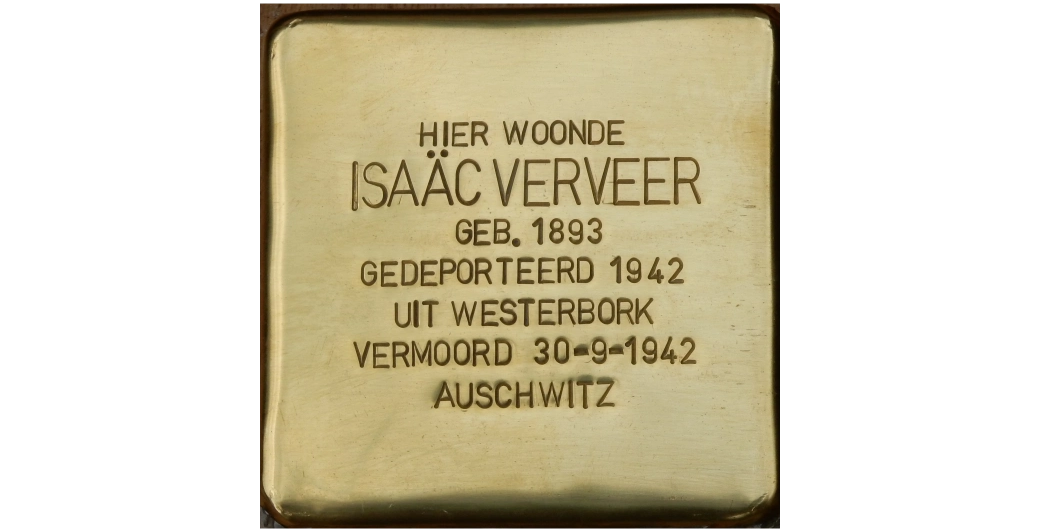 HIER WOONDE
ISAÄC VERVEER
GEB. 1893
GEDEPORTEERD 1942
UIT WESTERBORK
VERMOORD 30-9-1942
AUSCHWITZ